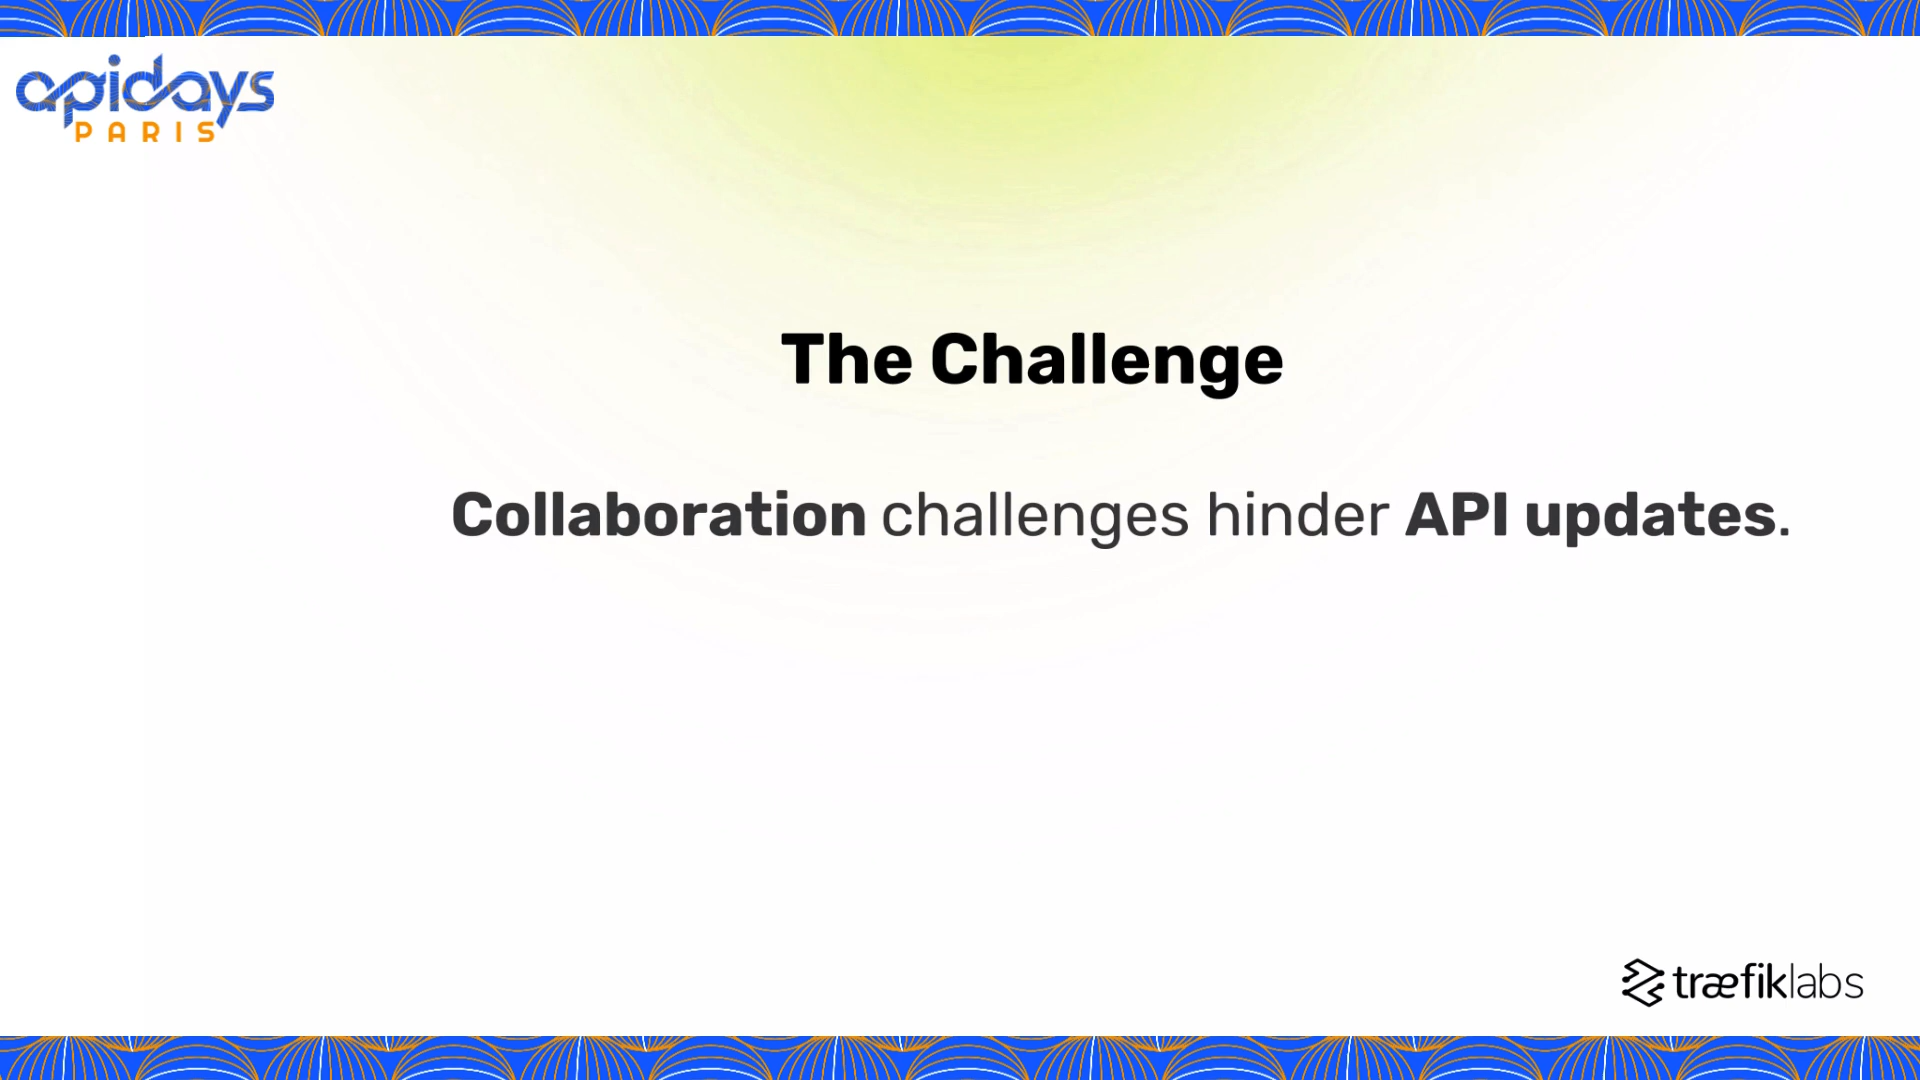 apidays
PARIS
The Challenge
Collaboration challenges hinder API updates.
træfiklabs